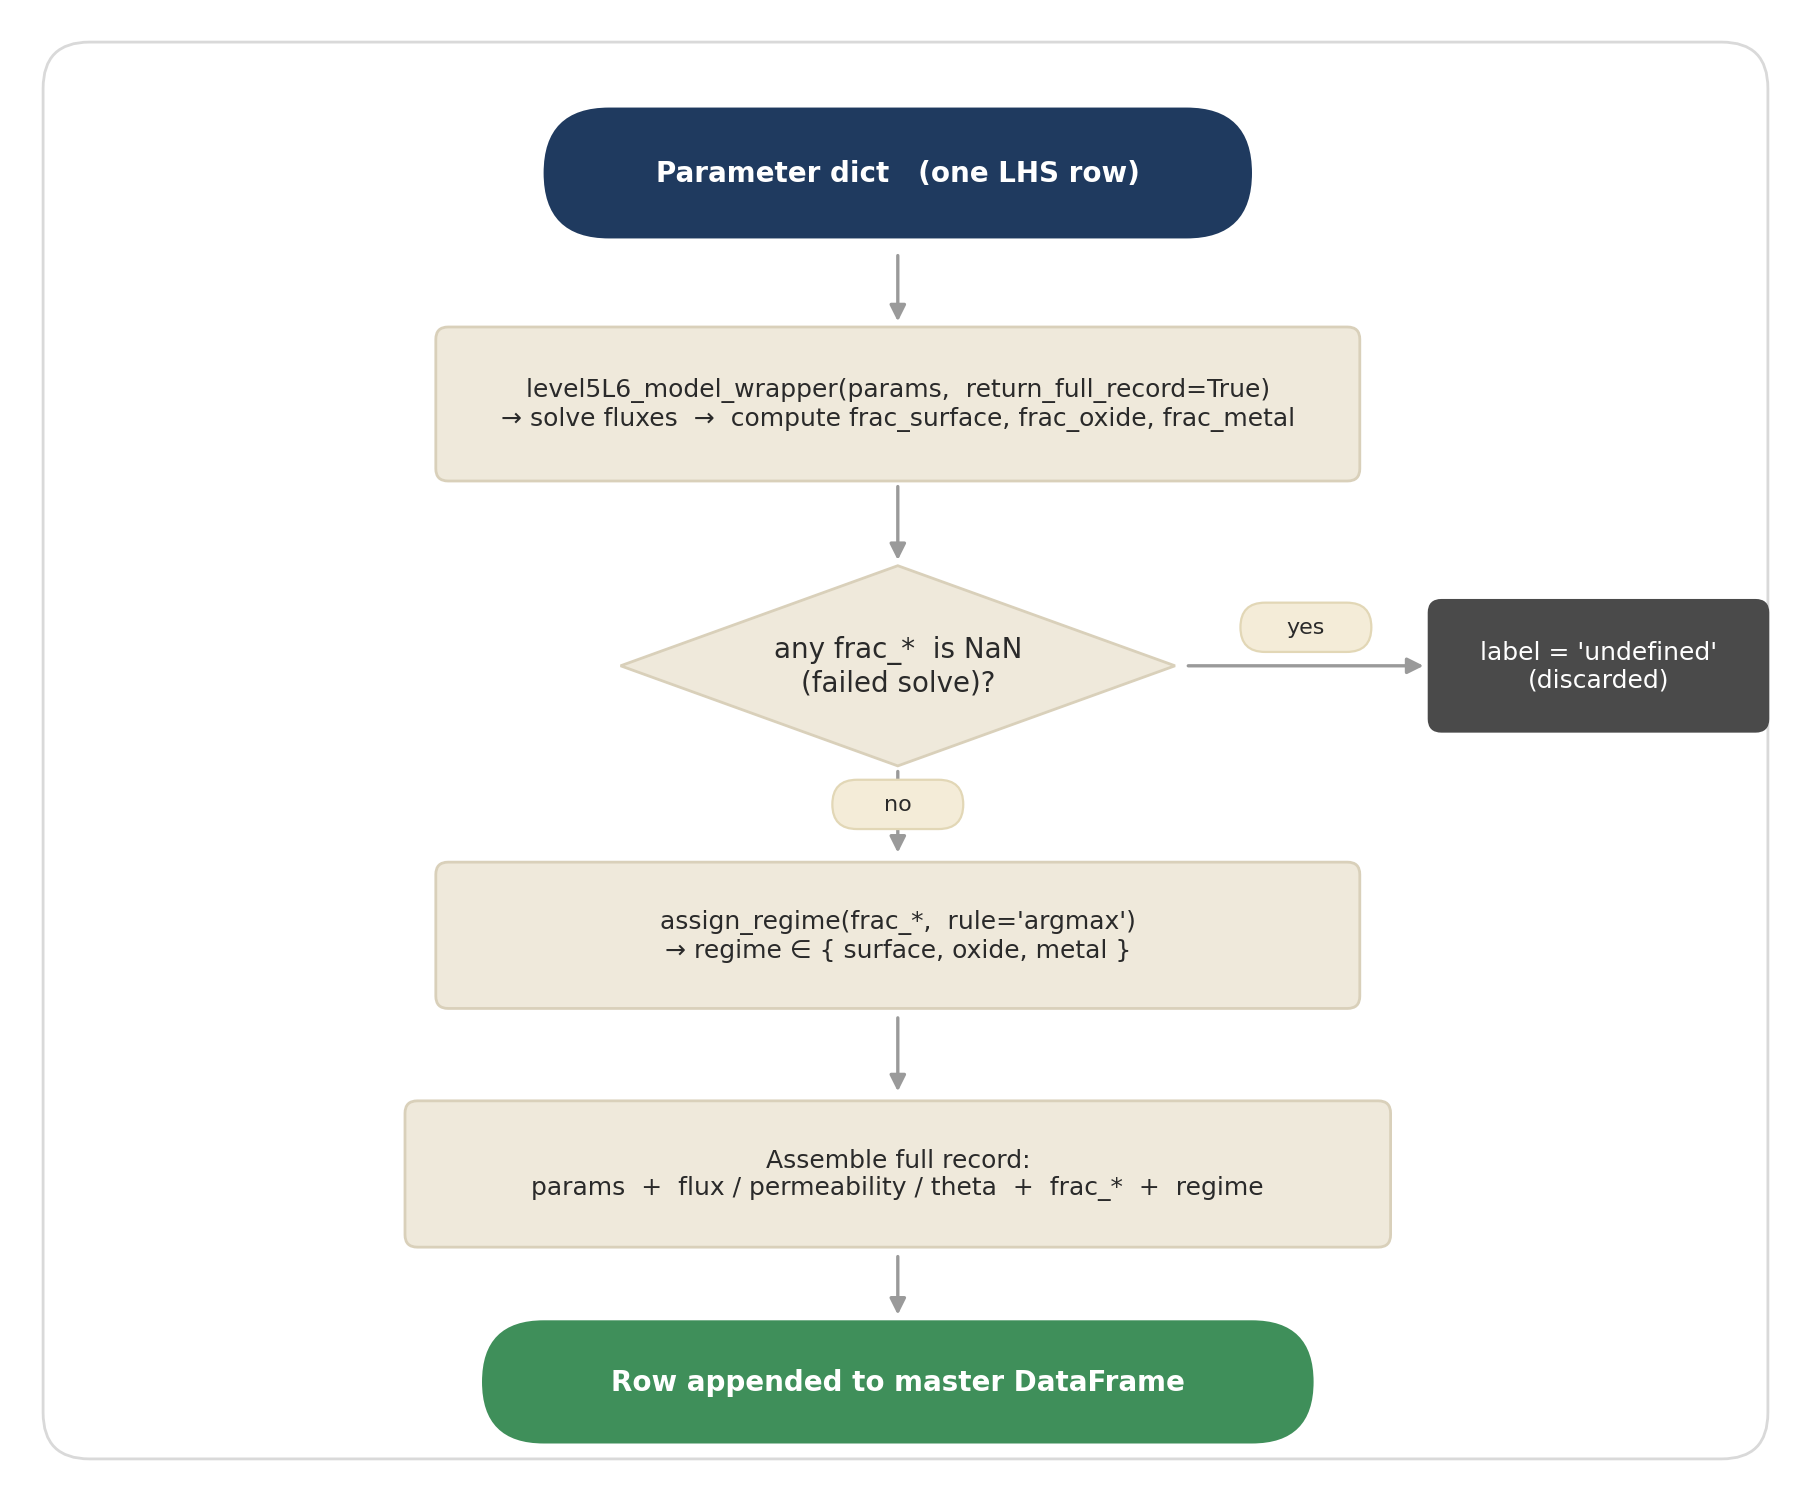 Parameter dict   (one LHS row)
level5L6_model_wrapper(params,  return_full_record=True)
→ solve fluxes  →  compute frac_surface, frac_oxide, frac_metal
any frac_*  is NaN
(failed solve)?
yes
label = 'undefined'
(discarded)
no
assign_regime(frac_*,  rule='argmax')
→ regime ∈ { surface, oxide, metal }
Assemble full record:
params  +  flux / permeability / theta  +  frac_*  +  regime
Row appended to master DataFrame